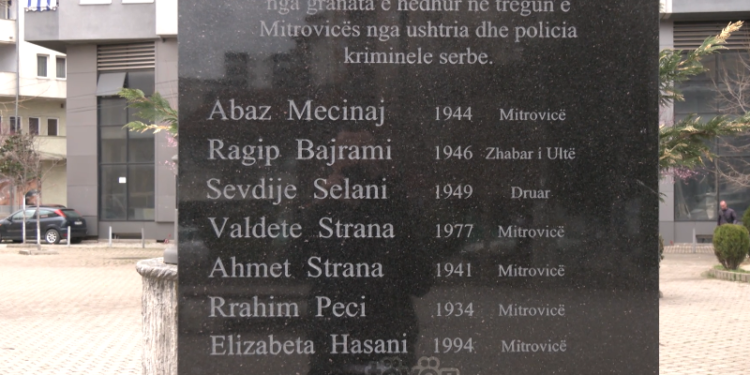 nga granata e hedhur në tregun e
Mitrovicës nga ushtria dhe policia
kriminele serbe.
Abaz Mecinaj 1944 Mitrovicë
Ragip Bajrami 1946 Zhabar i Ultë
Sevdije Selani 1949 Druar
Valdete Strana 1977 Mitrovicë
Ahmet Strana 1941 Mitrovicë
Rrahim Peci 1934 Mitrovicë
Elizabeta Hasani 1994 Mitrovicë